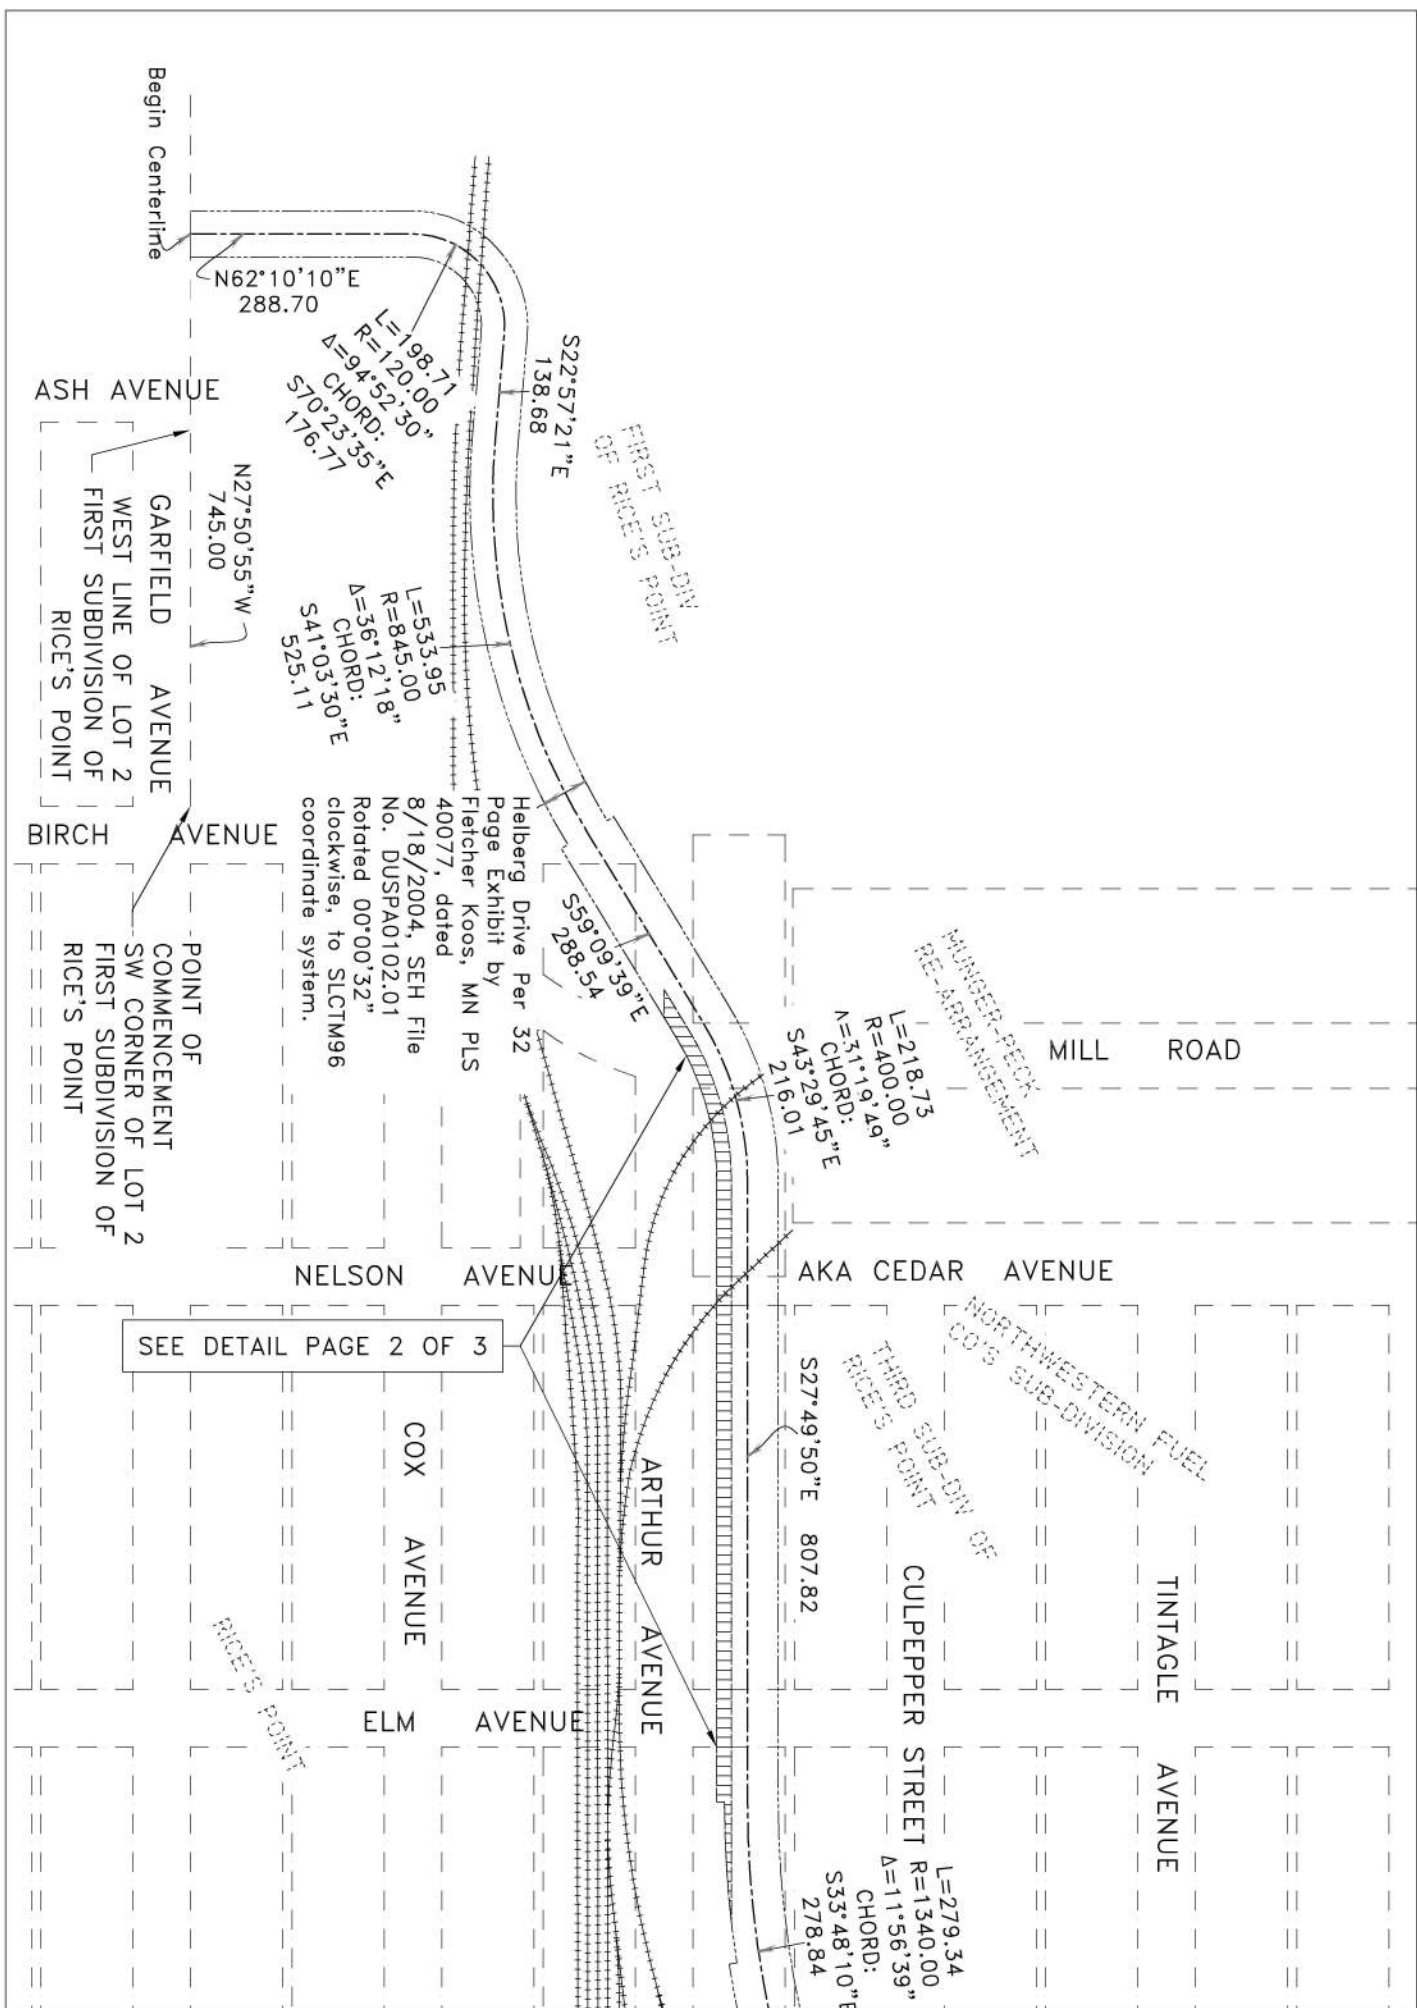 Begin Centerline
N62°10'10"E
288.70
L=198.71
R=120.00
Δ=94°52'30"
CHORD:
S70°23'35"E
176.77
S22°57'21"E
138.68
FIRST SUB-DIV
OF RICE'S POINT
ASH AVENUE
N27°50'55"W
745.00
GARFIELD AVENUE
WEST LINE OF LOT 2
FIRST SUBDIVISION OF
RICE'S POINT
L=533.95
R=845.00
Δ=36°12'18"
CHORD:
S41°03'30"E
525.11
BIRCH AVENUE
Helberg Drive Per 32
Page Exhibit by
Fletcher Koos, MN PLS
40077, dated
8/18/2004, SEH File
No. DUSPA0102.01
Rotated 00°00'32"
clockwise, to SLCTM96
coordinate system.
S59°09'39"E
288.54
POINT OF
COMMENCEMENT
SW CORNER OF LOT 2
FIRST SUBDIVISION OF
RICE'S POINT
L=218.73
R=400.00
Δ=31°19'49"
CHORD:
S43°29'45"E
216.01
MUNGER-PECK
RE-ARRANGEMENT
MILL ROAD
NELSON AVENUE
AKA CEDAR AVENUE
SEE DETAIL PAGE 2 OF 3
S27°49'50"E 807.82
THIRD SUB-DIV OF
RICE'S POINT
NORTHWESTERN FUEL
CO'S SUB-DIVISION
COX AVENUE
ARTHUR AVENUE
CULPEPPER STREET
TINTAGLE AVENUE
RICE'S POINT
ELM AVENUE
L=279.34
R=1340.00
Δ=11°56'39"
CHORD:
S33°48'10"E
278.84